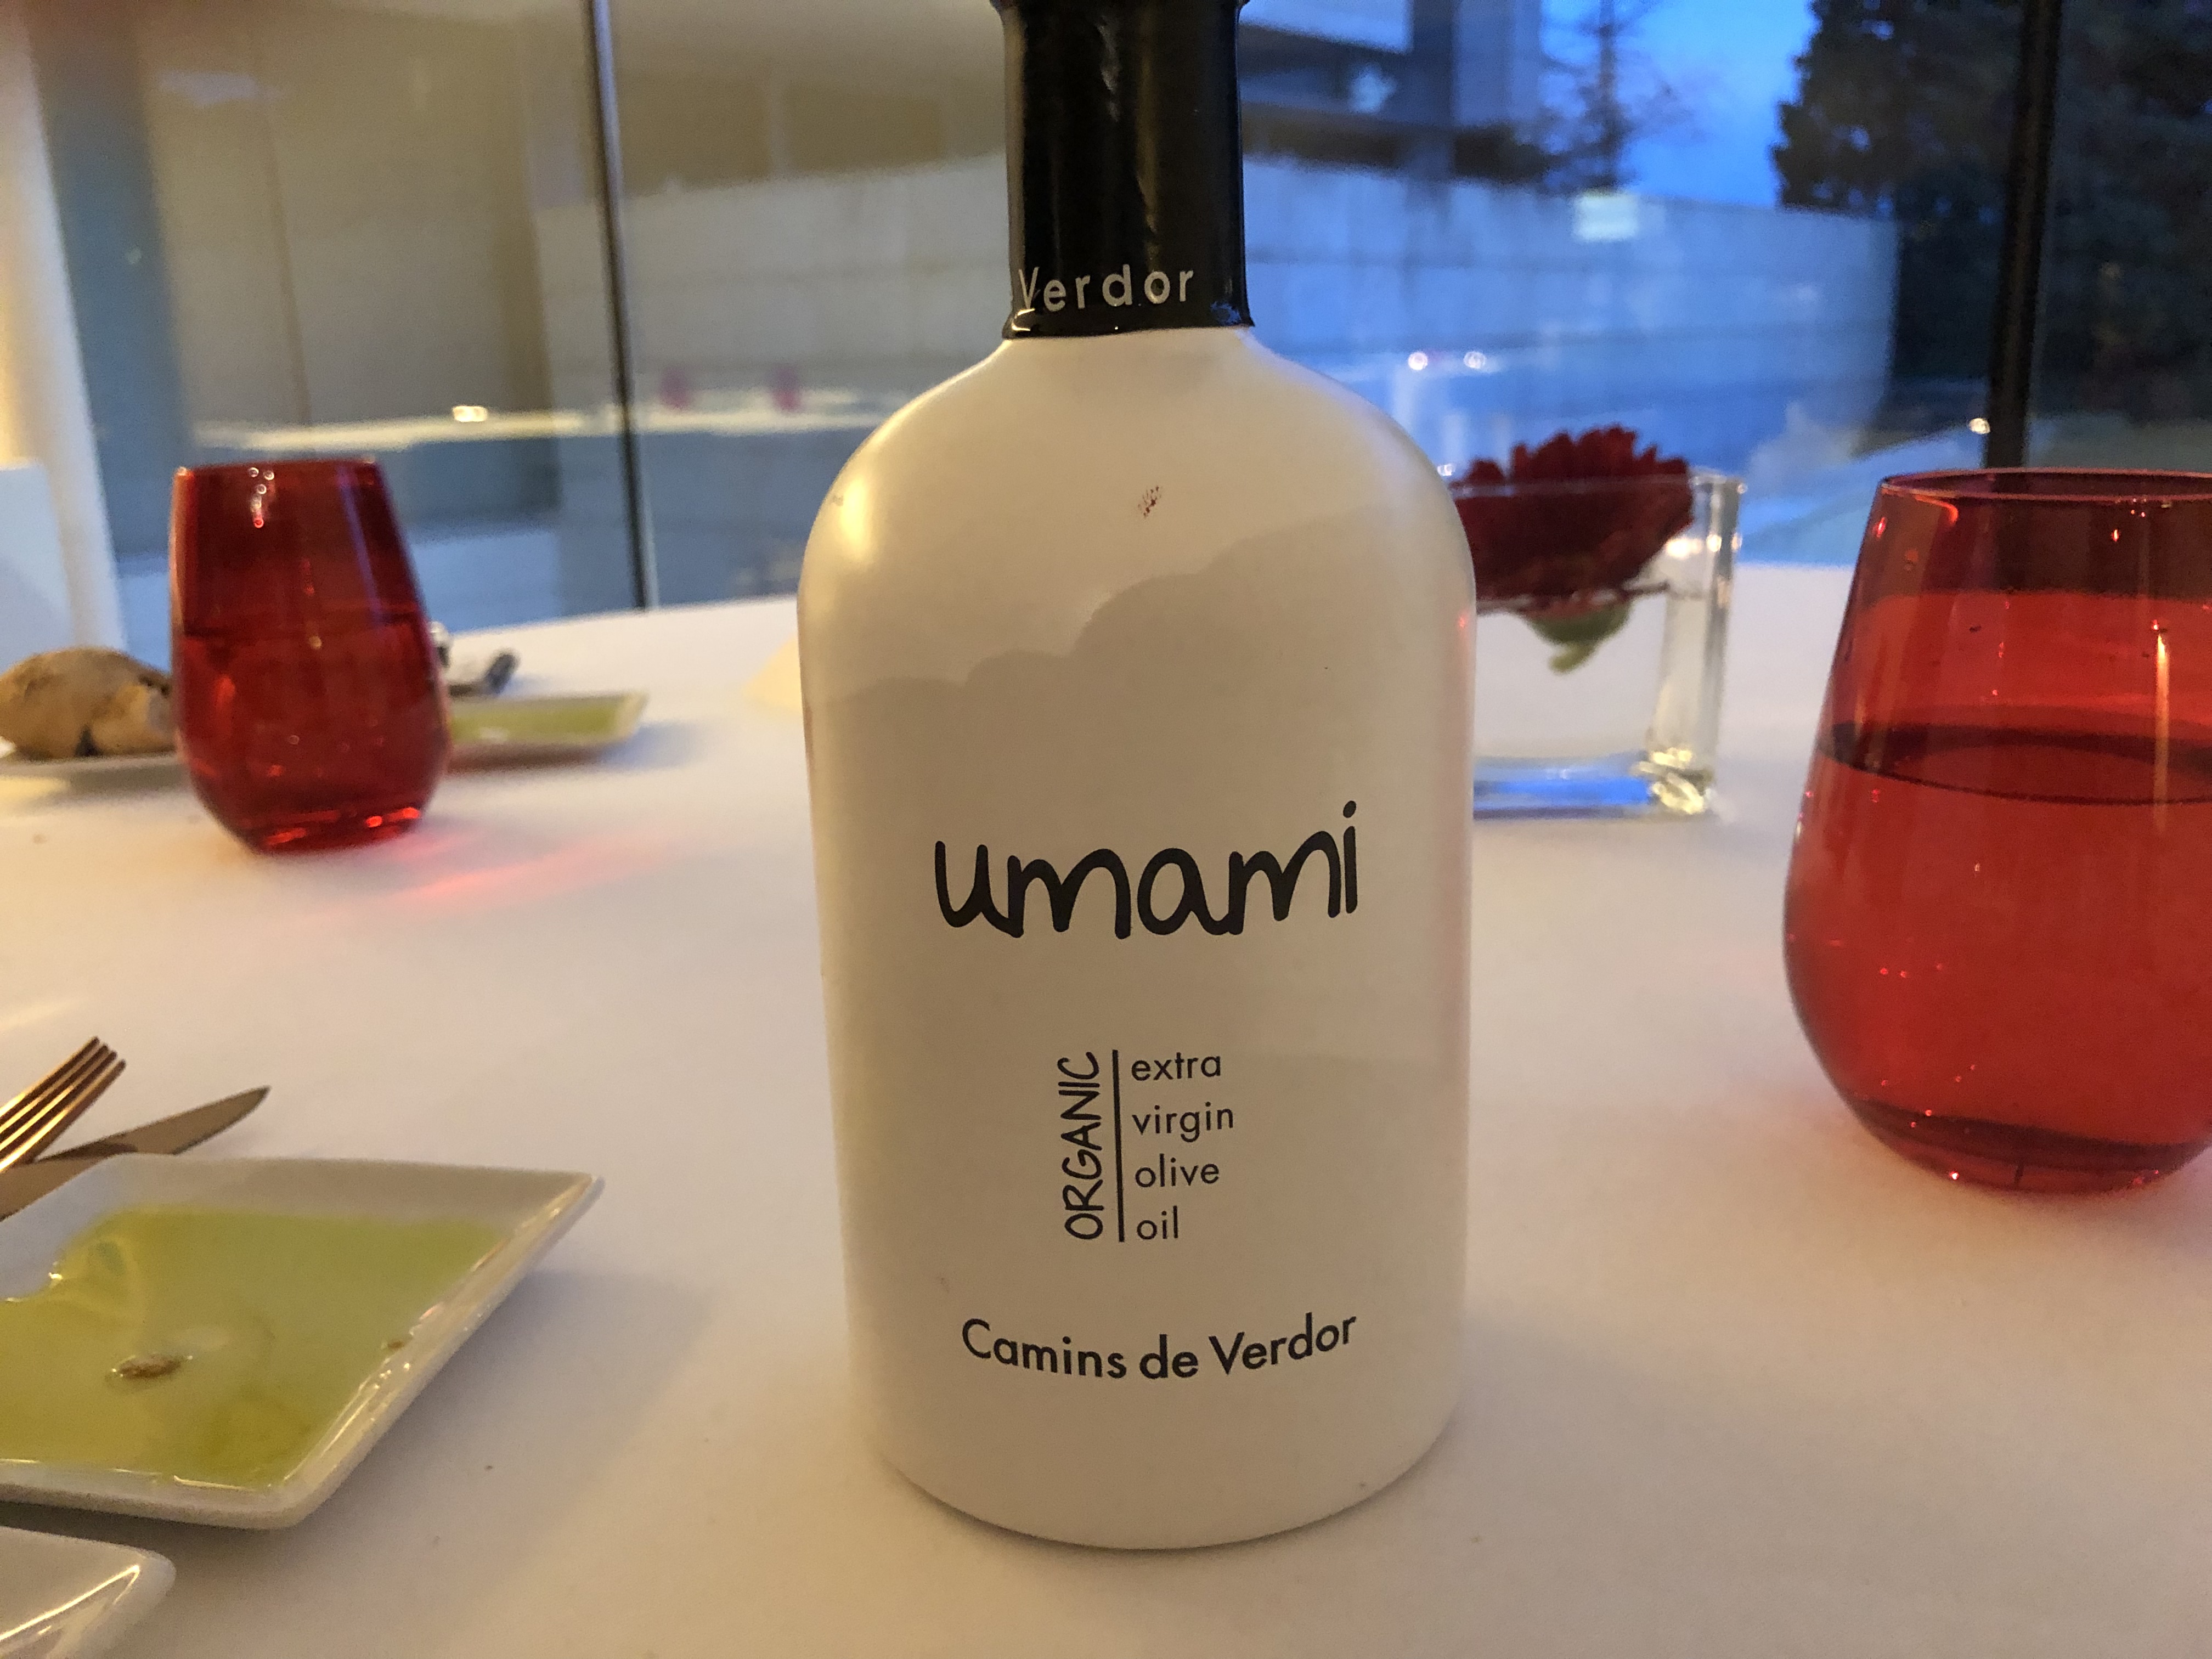 Verdor
umami
ORGANIC
extra
virgin
olive
oil
Camins de Verdor